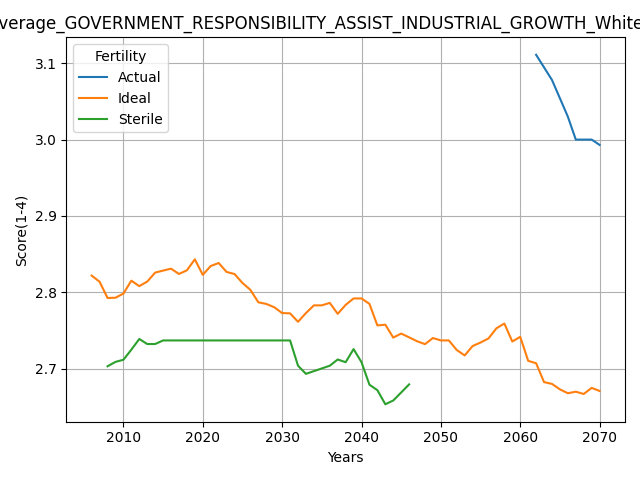 verage_GOVERNMENT_RESPONSIBILITY_ASSIST_INDUSTRIAL_GROWTH_White
Fertility
Actual
Ideal
Sterile
3.1
3.0
2.9
2.8
2.7
Score(1-4)
2010 2020 2030 2040 2050 2060 2070
Years